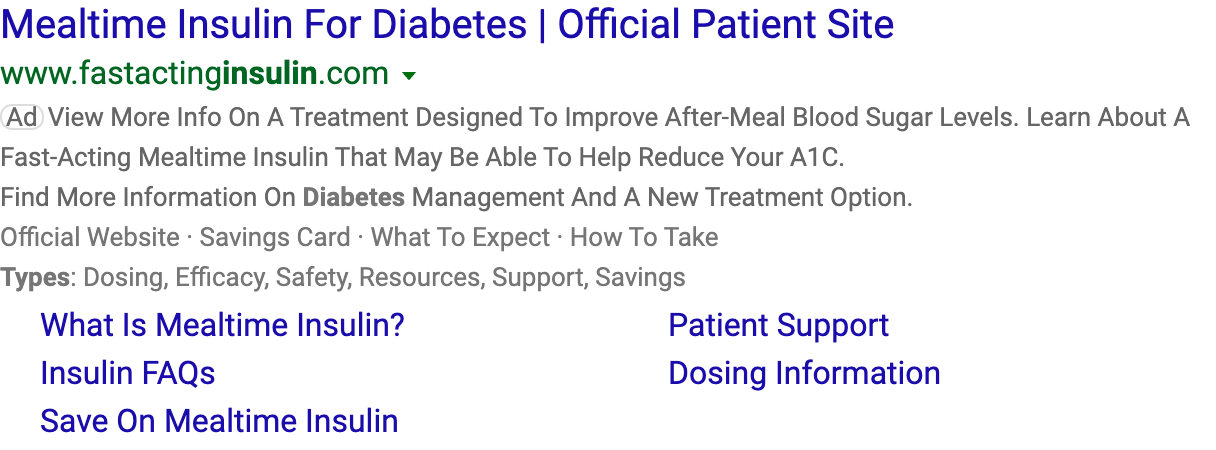 Mealtime Insulin For Diabetes | Official Patient Site
www.fastactinginsulin.com
Ad View More Info On A Treatment Designed To Improve After-Meal Blood Sugar Levels. Learn About A
Fast-Acting Mealtime Insulin That May Be Able To Help Reduce Your A1C.
Find More Information On Diabetes Management And A New Treatment Option.
Official Website · Savings Card · What To Expect · How To Take
Types: Dosing, Efficacy, Safety, Resources, Support, Savings
What Is Mealtime Insulin? Patient Support
Insulin FAQs Dosing Information
Save On Mealtime Insulin